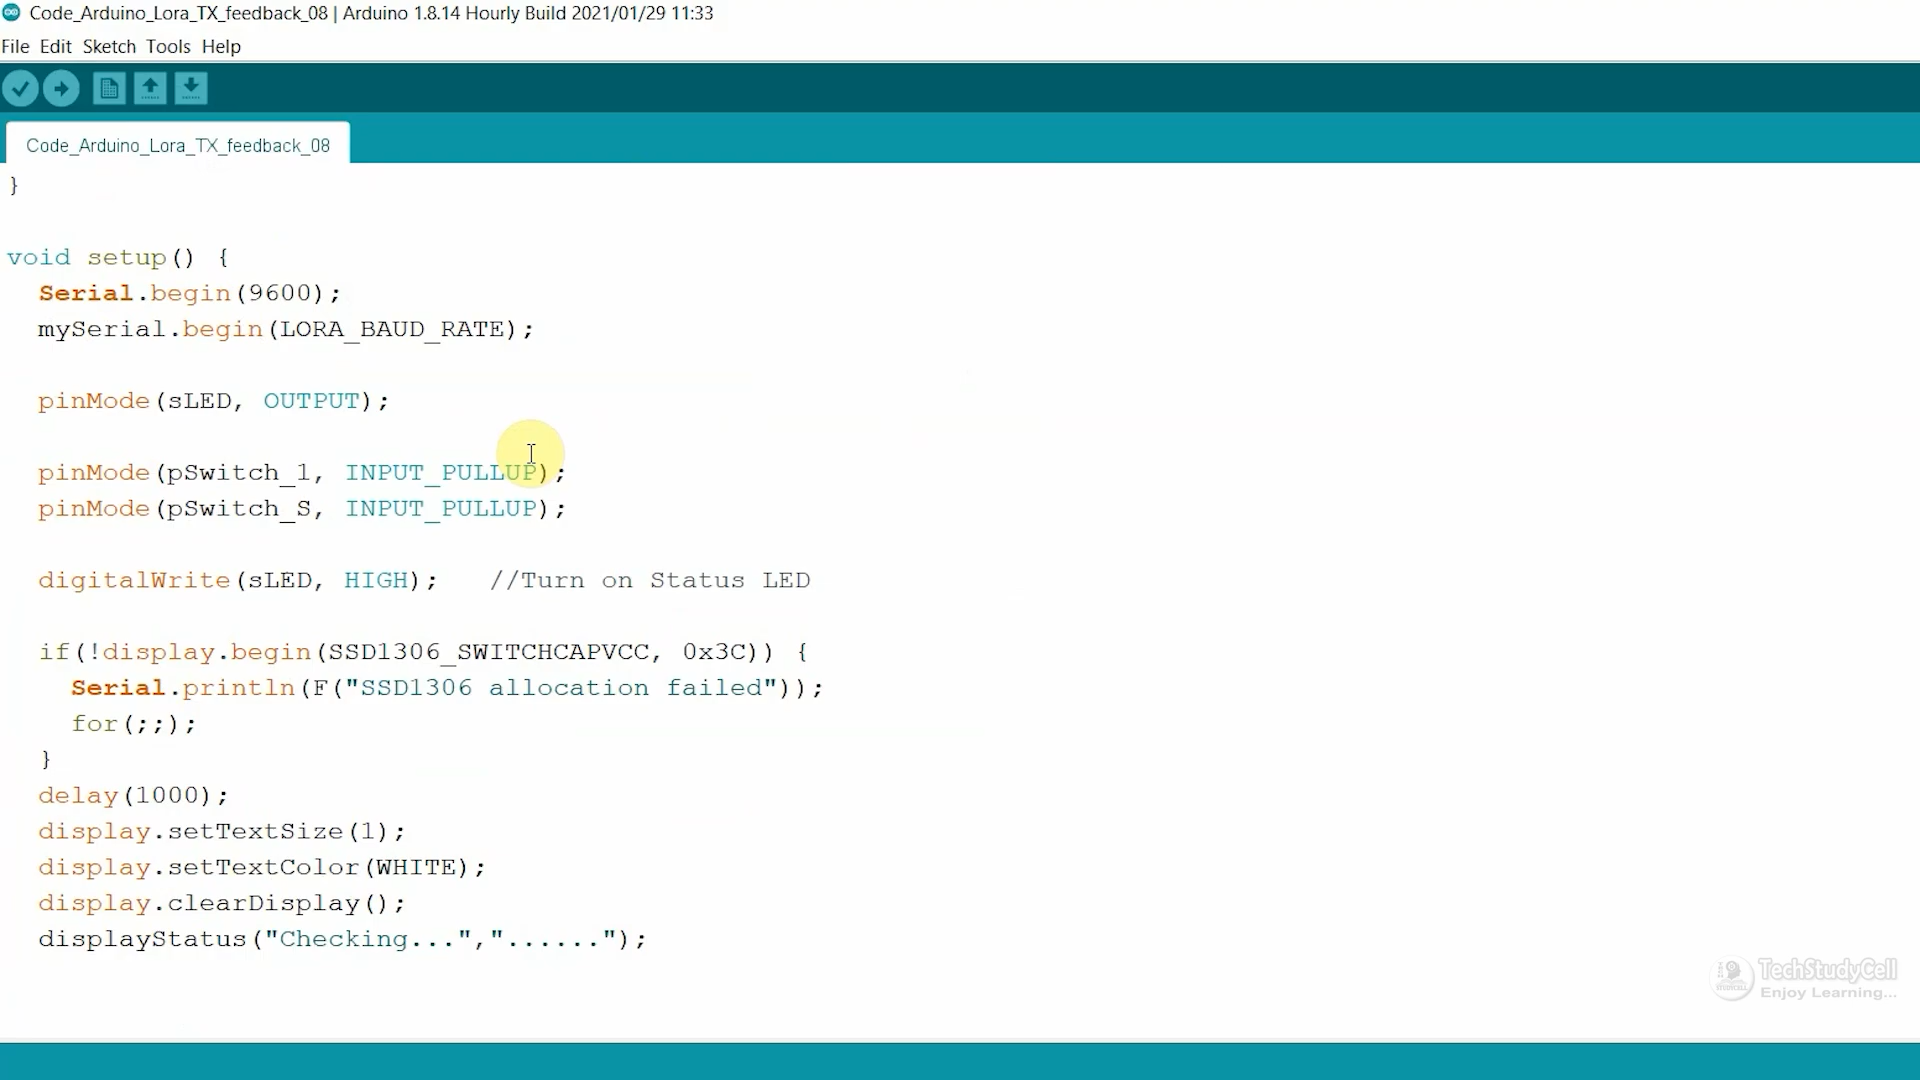 Code_Arduino_Lora_TX_feedback_08 | Arduino 1.8.14 Hourly Build 2021/01/29 11:33
File Edit Sketch Tools Help
Code_Arduino_Lora_TX_feedback_08
}
void setup() {
Serial.begin(9600);
mySerial.begin(LORA_BAUD_RATE);
pinMode(sLED, OUTPUT);
pinMode(pSwitch_1, INPUT_PULLUP);
pinMode(pSwitch_S, INPUT_PULLUP);
digitalWrite(sLED, HIGH);   //Turn on Status LED
if(!display.begin(SSD1306_SWITCHCAPVCC, 0x3C)) {
Serial.println(F("SSD1306 allocation failed"));
for(;;);
}
delay(1000);
display.setTextSize(1);
display.setTextColor(WHITE);
display.clearDisplay();
displayStatus("Checking...","......");
TechStudyCell
Enjoy Learning...